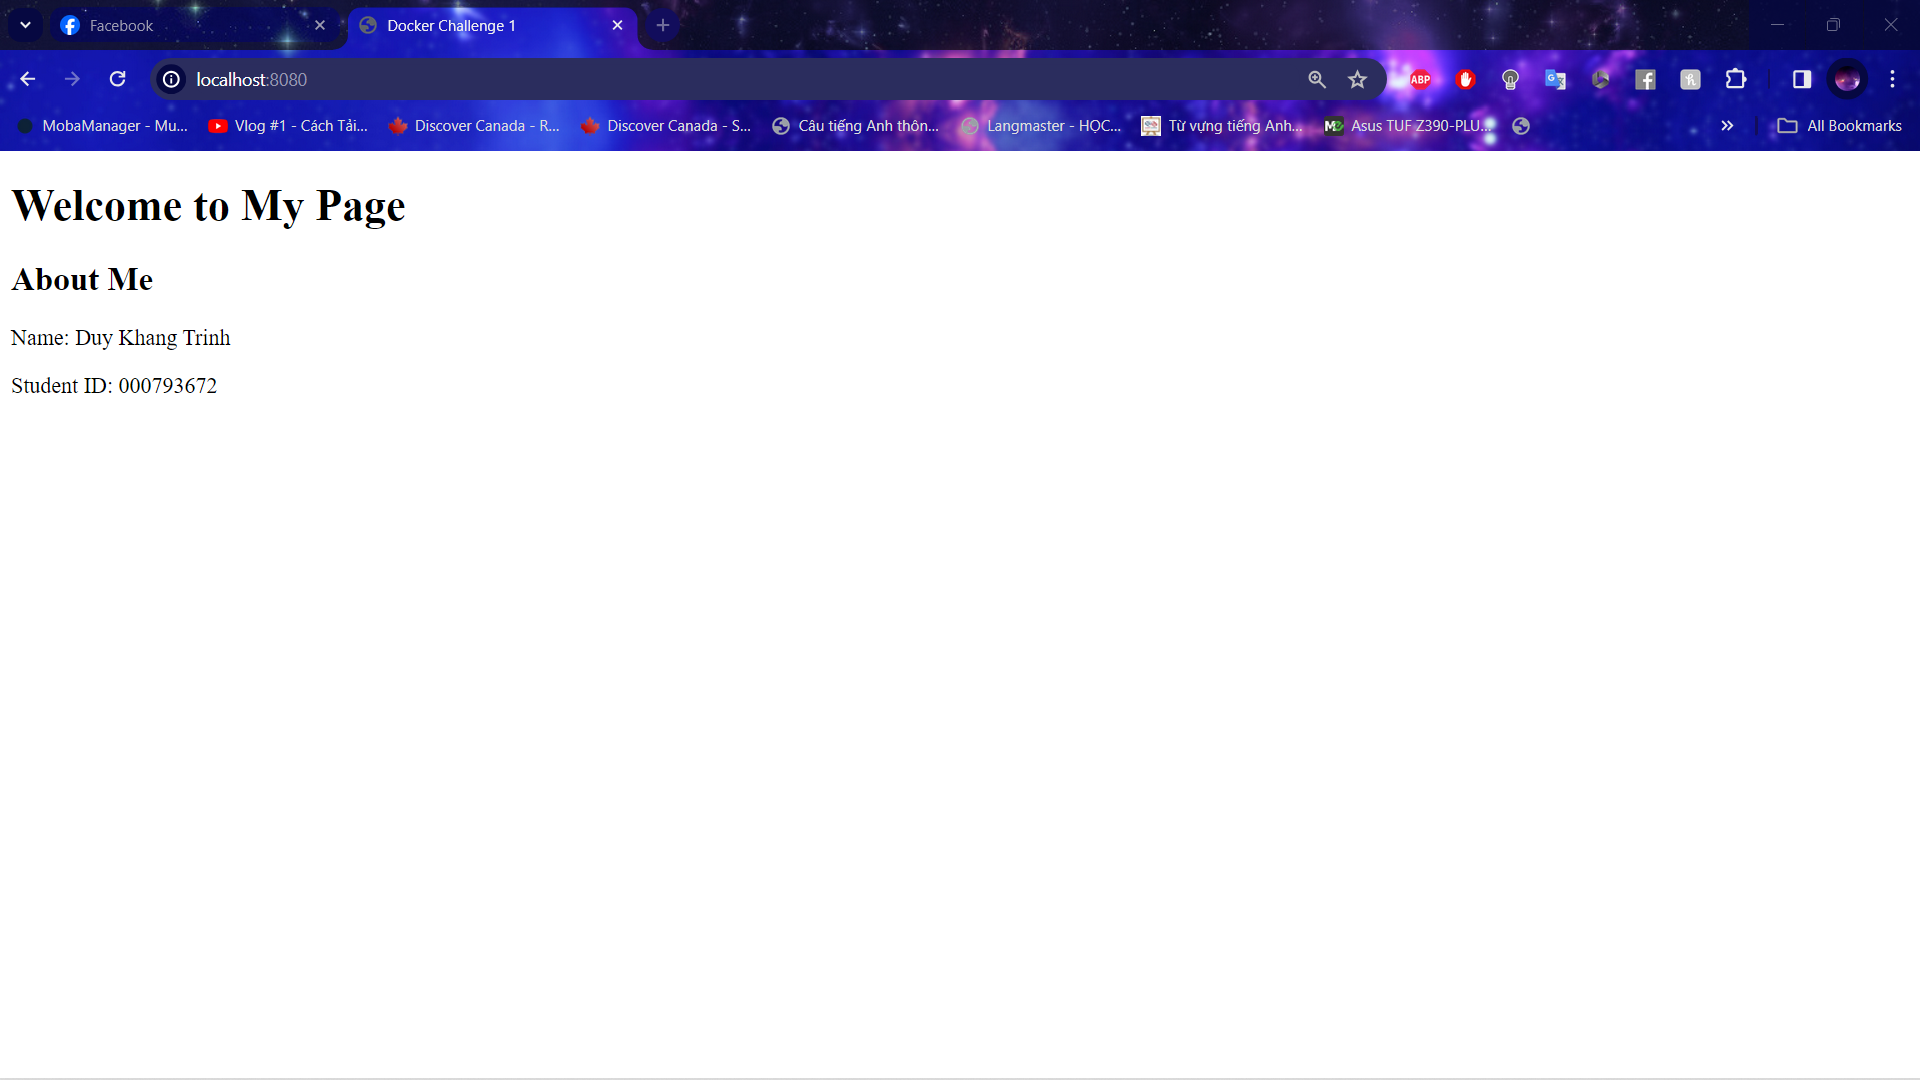 Facebook
Docker Challenge 1
localhost:8080
ABP
MobaManager - Mu...
Vlog #1 - Cách Tải...
Discover Canada - R...
Discover Canada - S...
Câu tiếng Anh thôn...
Langmaster - HỌC...
Từ vựng tiếng Anh...
Asus TUF Z390-PLU...
All Bookmarks
Welcome to My Page
About Me
Name: Duy Khang Trinh
Student ID: 000793672